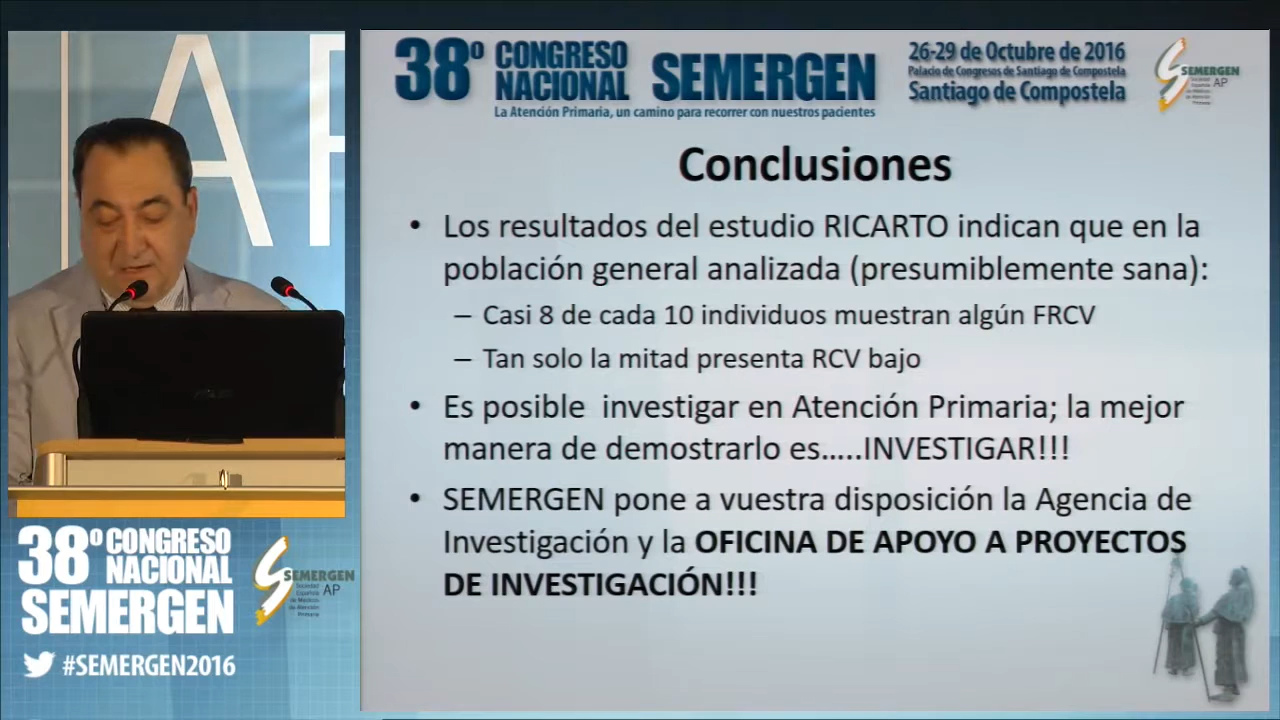 AP
38º CONGRESO NACIONAL SEMERGEN
La Atención Primaria, un camino para recorrer con nuestros pacientes
26-29 de Octubre de 2016
Palacio de Congresos de Santiago de Compostela
Santiago de Compostela
SEMERGEN
Sociedad
Española
de Médicos
de Atención
Primaria
AP
Conclusiones
• Los resultados del estudio RICARTO indican que en la
población general analizada (presumiblemente sana):
– Casi 8 de cada 10 individuos muestran algún FRCV
– Tan solo la mitad presenta RCV bajo
• Es posible investigar en Atención Primaria; la mejor
manera de demostrarlo es…..INVESTIGAR!!!
• SEMERGEN pone a vuestra disposición la Agencia de
Investigación y la OFICINA DE APOYO A PROYECTOS
DE INVESTIGACIÓN!!!
38º CONGRESO
NACIONAL
SEMERGEN
SEMERGEN
Sociedad
Española
de Médicos
de Atención
Primaria
AP
#SEMERGEN2016